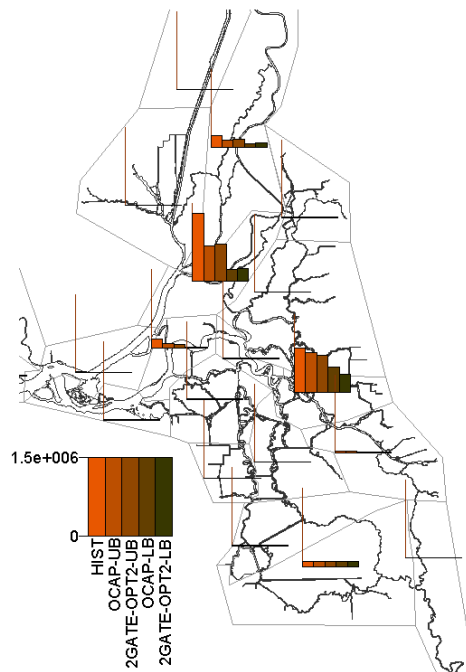 1.5e+006
0
HIST
OCAP-UB
2GATE-OPT2-UB
OCAP-LB
2GATE-OPT2-LB